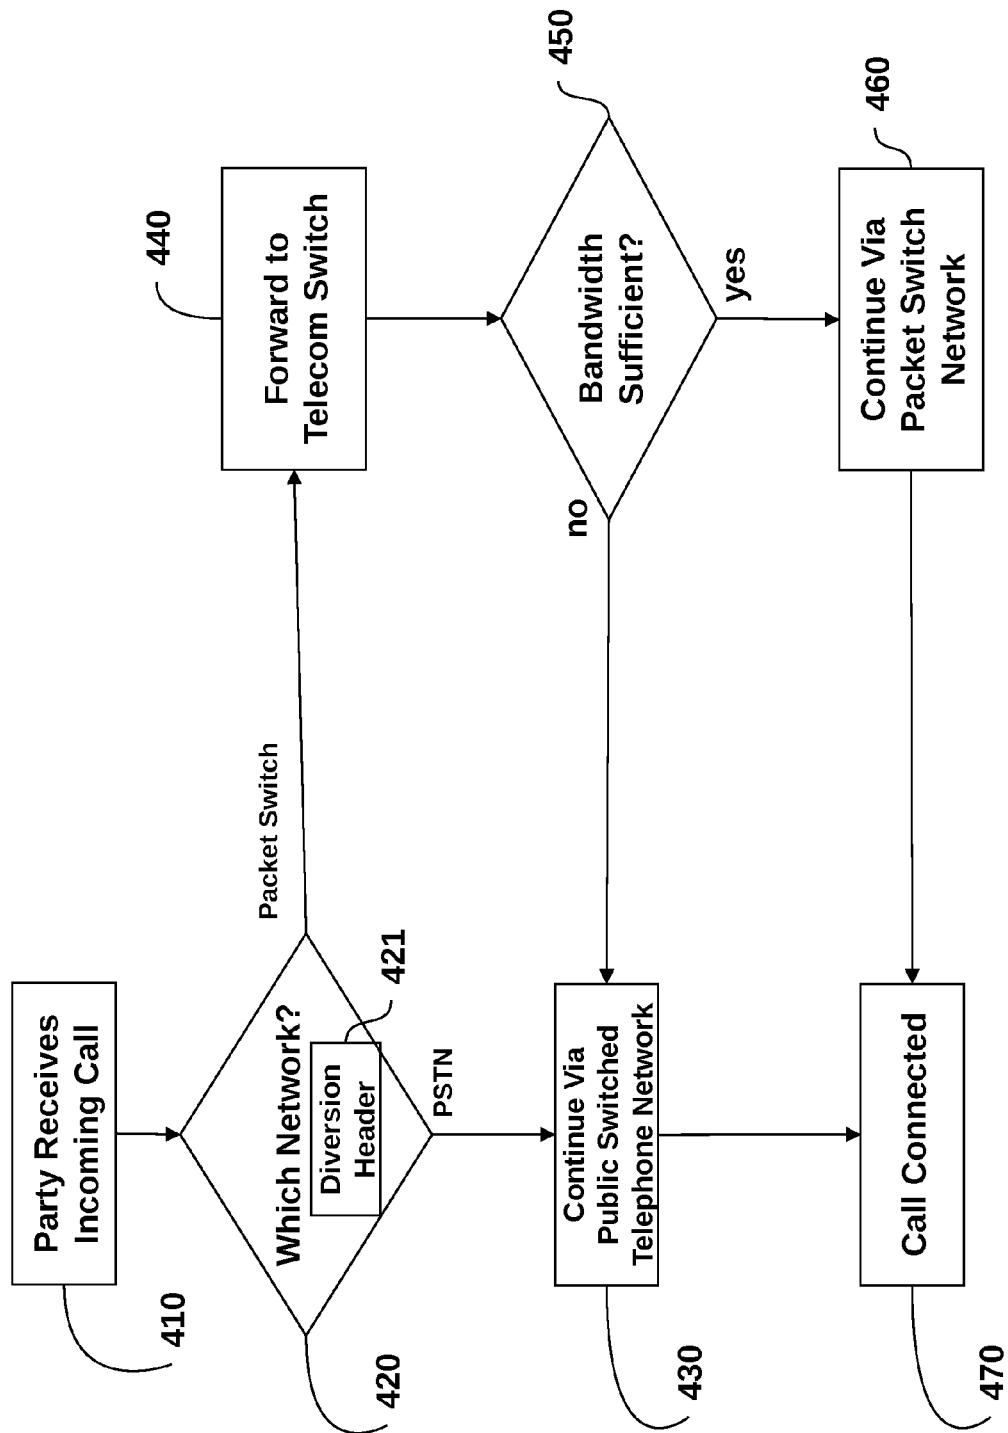 410
Party Receives
Incoming Call
420
Which Network?
Diversion
Header
421
Packet Switch
PSTN
430
Continue Via
Public Switched
Telephone Network
440
Forward to
Telecom Switch
450
Bandwidth
Sufficient?
no
yes
460
Continue Via
Packet Switch
Network
470
Call Connected